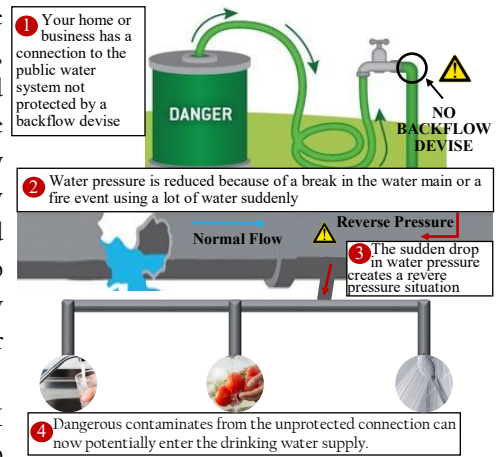 1 Your home or
business has a
connection to the
public water
system not
protected by a
backflow devise
DANGER
NO
BACKFLOW
DEVISE
2 Water pressure is reduced because of a break in the water main or a
fire event using a lot of water suddenly
Normal Flow
Reverse Pressure
3 The sudden drop
in water pressure
creates a revere
pressure situation
4 Dangerous contaminates from the unprotected connection can
now potentially enter the drinking water supply.